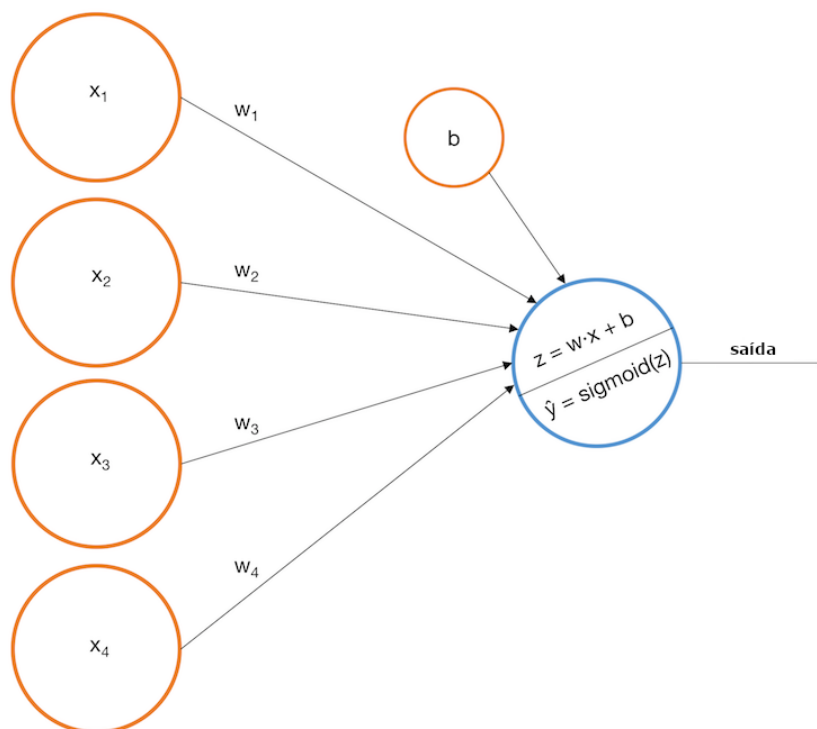 x₁
w₁
b
x₂
w₂
z = w·x + b
ŷ = sigmoid(z)
saída
x₃
w₃
x₄
w₄